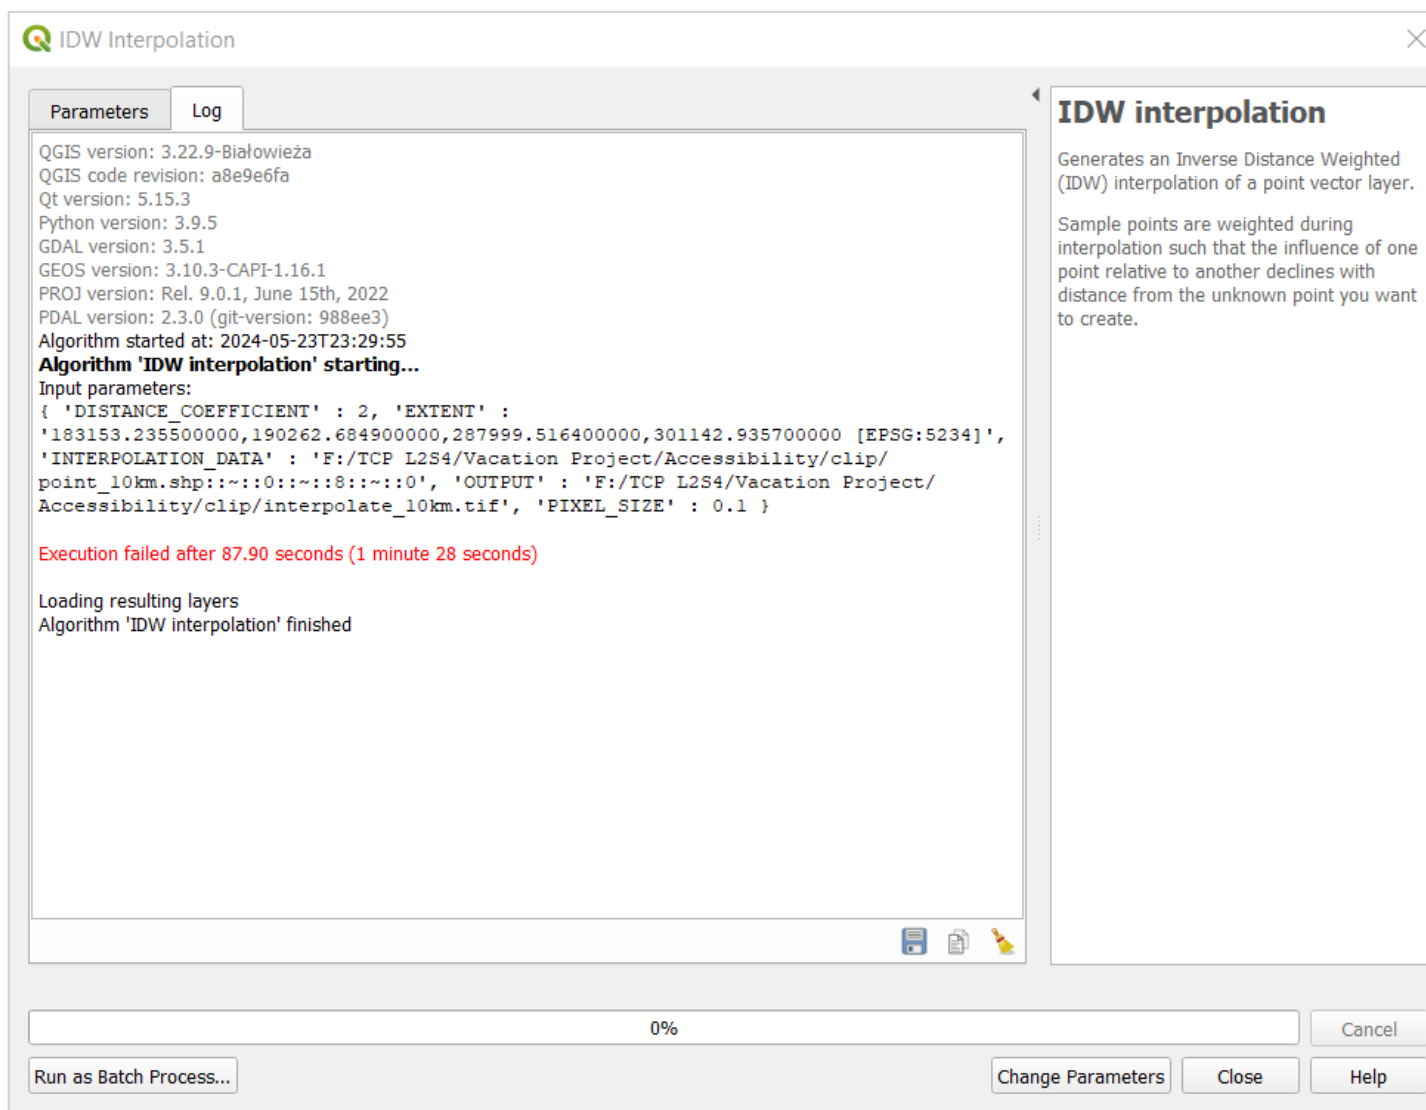 IDW Interpolation
Parameters
Log
QGIS version: 3.22.9-Białowieża
QGIS code revision: a8e9e6fa
Qt version: 5.15.3
Python version: 3.9.5
GDAL version: 3.5.1
GEOS version: 3.10.3-CAPI-1.16.1
PROJ version: Rel. 9.0.1, June 15th, 2022
PDAL version: 2.3.0 (git-version: 988ee3)
Algorithm started at: 2024-05-23T23:29:55
Algorithm 'IDW interpolation' starting...
Input parameters:
{ 'DISTANCE_COEFFICIENT' : 2, 'EXTENT' :
'183153.235500000,190262.684900000,287999.516400000,301142.935700000 [EPSG:5234]',
'INTERPOLATION_DATA' : 'F:/TCP L2S4/Vacation Project/Accessibility/clip/
point_10km.shp::~::0::~::8::~::0', 'OUTPUT' : 'F:/TCP L2S4/Vacation Project/
Accessibility/clip/interpolate_10km.tif', 'PIXEL_SIZE' : 0.1 }
Execution failed after 87.90 seconds (1 minute 28 seconds)
Loading resulting layers
Algorithm 'IDW interpolation' finished
IDW interpolation
Generates an Inverse Distance Weighted
(IDW) interpolation of a point vector layer.
Sample points are weighted during
interpolation such that the influence of one
point relative to another declines with
distance from the unknown point you want
to create.
0%
Cancel
Run as Batch Process...
Change Parameters
Close
Help